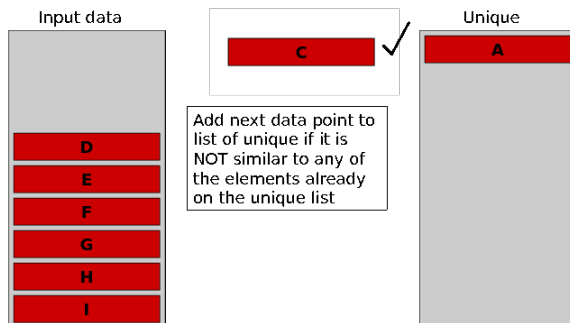 Input data
Unique
C
A
Add next data point to
list of unique if it is
NOT similar to any of
the elements already
on the unique list
D
E
F
G
H
I